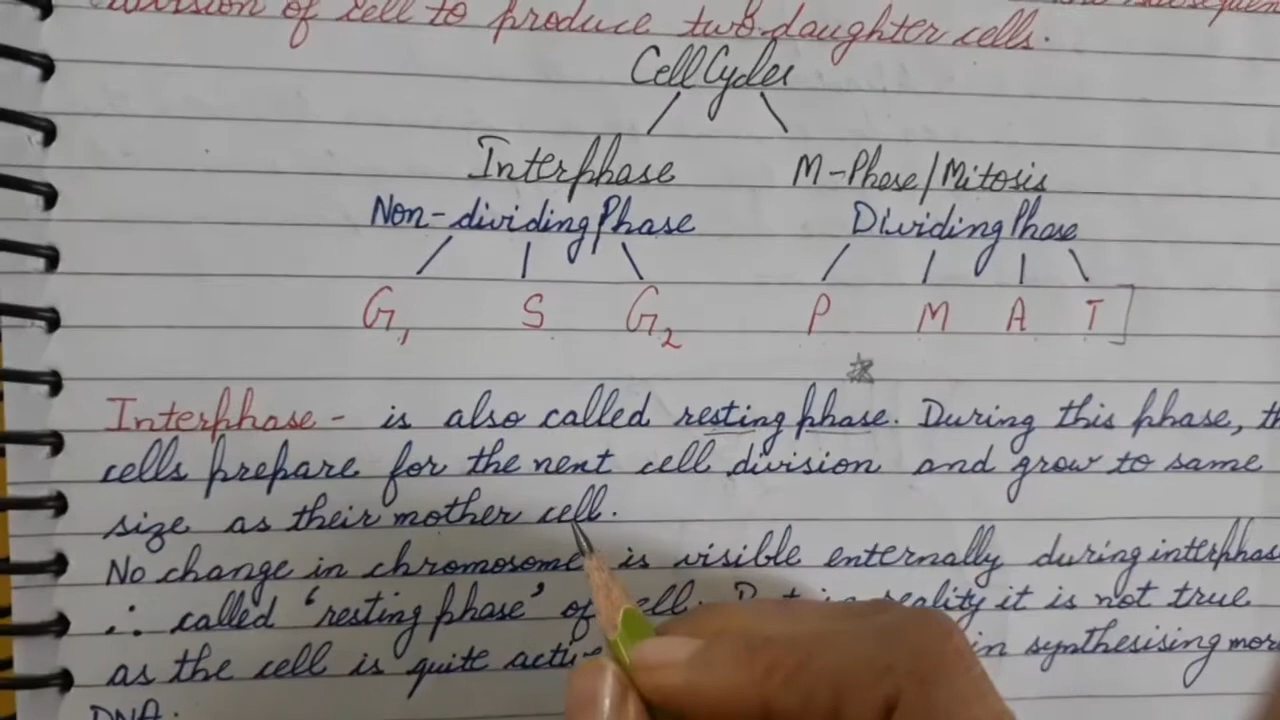 division of cell to produce two daughter cells.
Cell Cycle
Interphase M-Phase/Mitosis
Non-dividing Phase Dividing Phase
G1 S G2 P M A T]
Interphase - is also called resting phase. During this phase, th
cells prepare for the next cell division and grow to same
size as their mother cell.
No change in chromosome is visible enternally during interphas
∴ called 'resting phase' of cell. But in reality it is not true
as the cell is quite active in synthesising more
DNA.